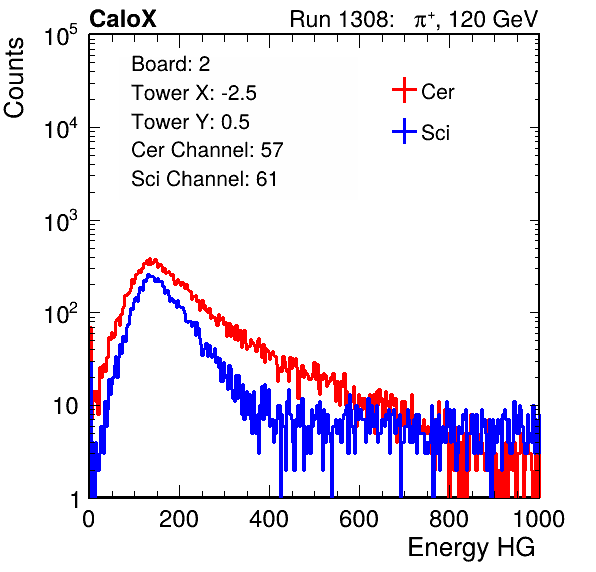 CaloX Run 1308: π⁺, 120 GeV
Counts
Board: 2
Tower X: -2.5
Tower Y: 0.5
Cer Channel: 57
Sci Channel: 61
Cer
Sci
10⁵
10⁴
10³
10²
10
1
0 200 400 600 800 1000
Energy HG